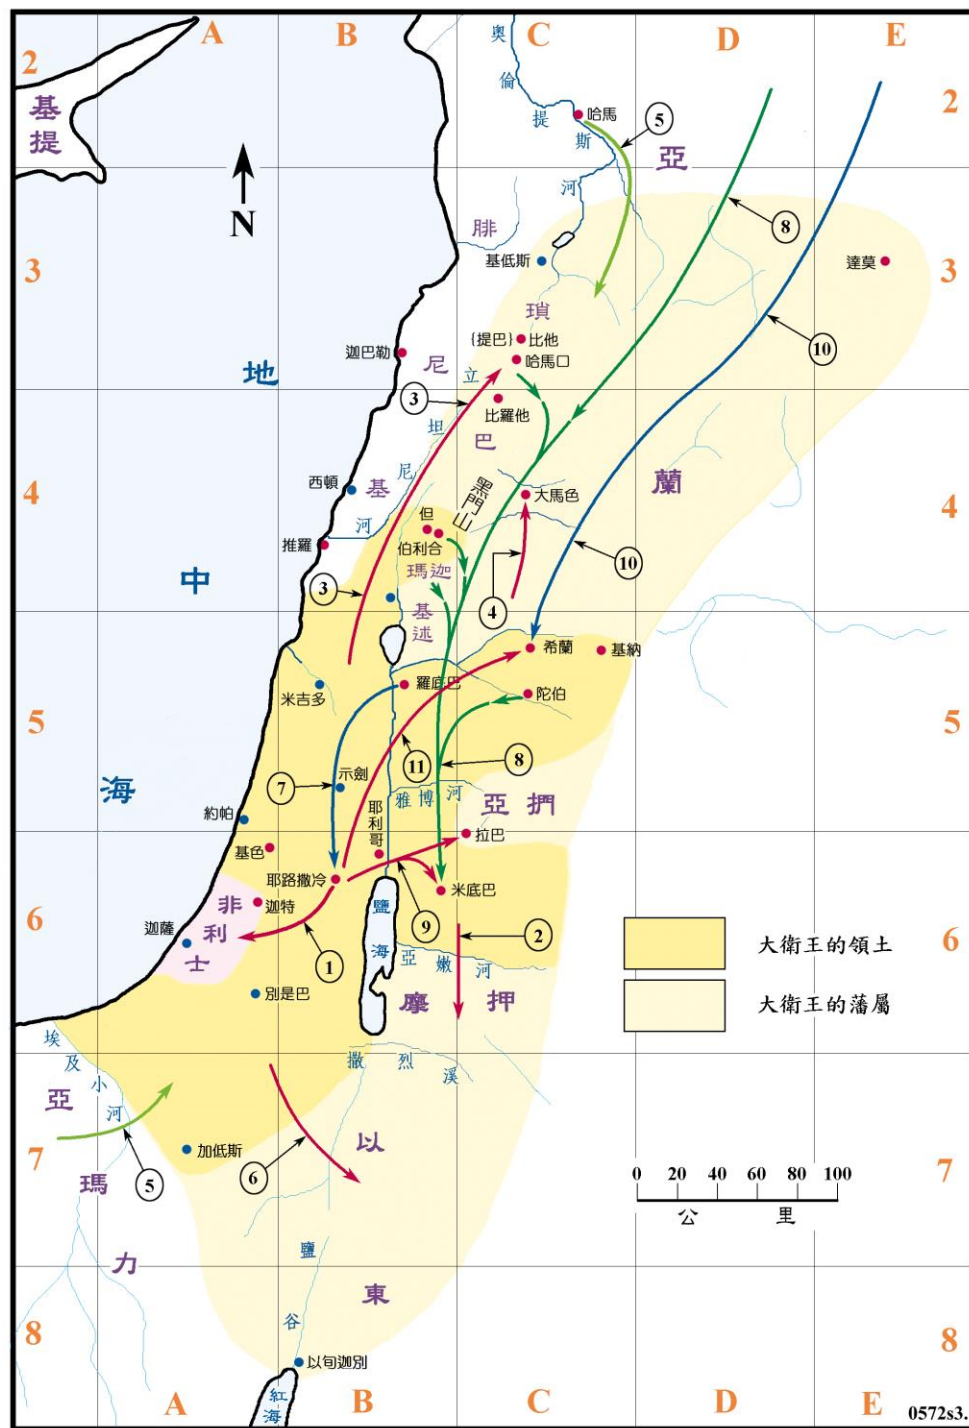 A
B
C
D
E
2
2
基提
奧倫提斯河
哈馬
5
亞
N
8
腓
3
基低斯
達莫
3
瑣
10
{提巴}
比他
迦巴勒
尼
哈馬口
地
立
3
坦
比羅他
巴
尼
黑門山
蘭
4
西頓
基
大馬色
4
河
但
推羅
伯利合
10
中
3
瑪迦
4
基述
希蘭
基納
米吉多
羅底巴
陀伯
5
5
11
8
海
7
示劍
雅博河
亞捫
約帕
耶利哥
拉巴
基色
耶路撒冷
米底巴
非利士
迦特
鹽海
9
2
6
6
迦薩
1
亞嫩河
大衛王的領土
別是巴
摩押
大衛王的藩屬
埃及小河
撒烈溪
亞瑪力
以
7
加低斯
6
0 20 40 60 80 100
7
5
公里
鹽
東
谷
8
以旬迦別
8
紅海
A
B
C
D
E
0572s3.